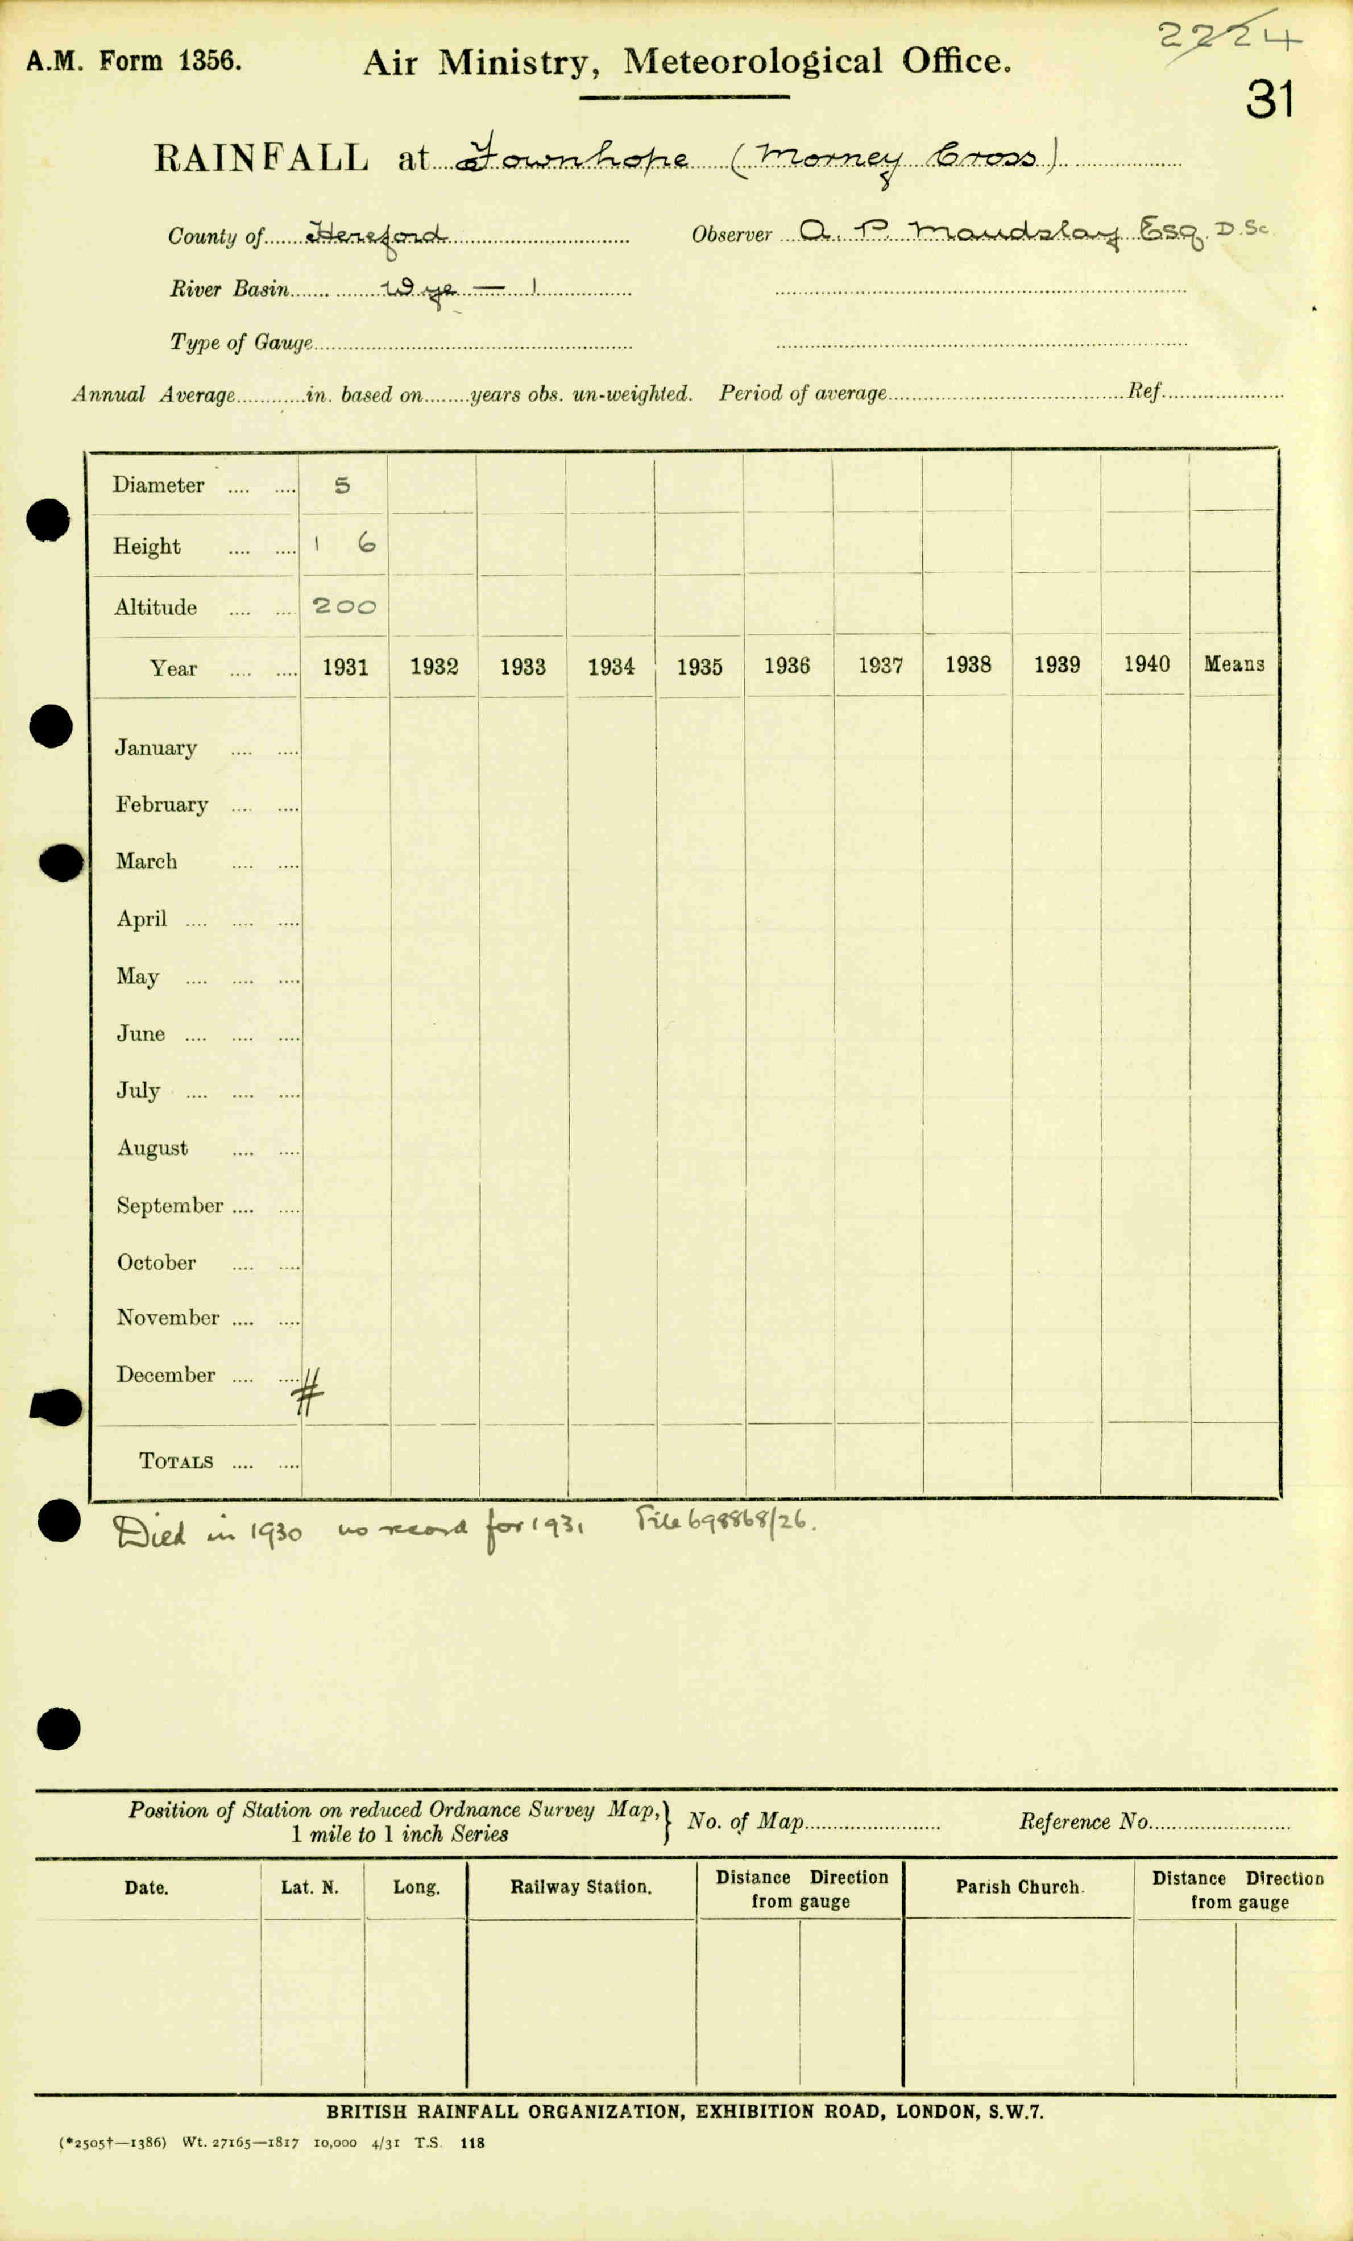 2224
A.M. Form 1356. Air Ministry, Meteorological Office.
31
RAINFALL at Fownhope (Morney Cross)
County of Hereford Observer A. P. Maudslay Esq. D.Sc
River Basin Wye — 1
Type of Gauge
Annual Average in. based on years obs. un-weighted. Period of average Ref.
Diameter 5
Height 1 6
Altitude 200
Year 1931 1932 1933 1934 1935 1936 1937 1938 1939 1940 Means
January
February
March
April
May
June
July
August
September
October
November
December #
TOTALS
Died in 1930 no record for 1931 File 698868/26.
Position of Station on reduced Ordnance Survey Map, } No. of Map Reference No.
1 mile to 1 inch Series
Date. Lat. N. Long. Railway Station. Distance Direction from gauge Parish Church. Distance Direction from gauge
BRITISH RAINFALL ORGANIZATION, EXHIBITION ROAD, LONDON, S.W.7.
(*2505†—1386) Wt. 27165—1817 10,000 4/31 T.S. 118